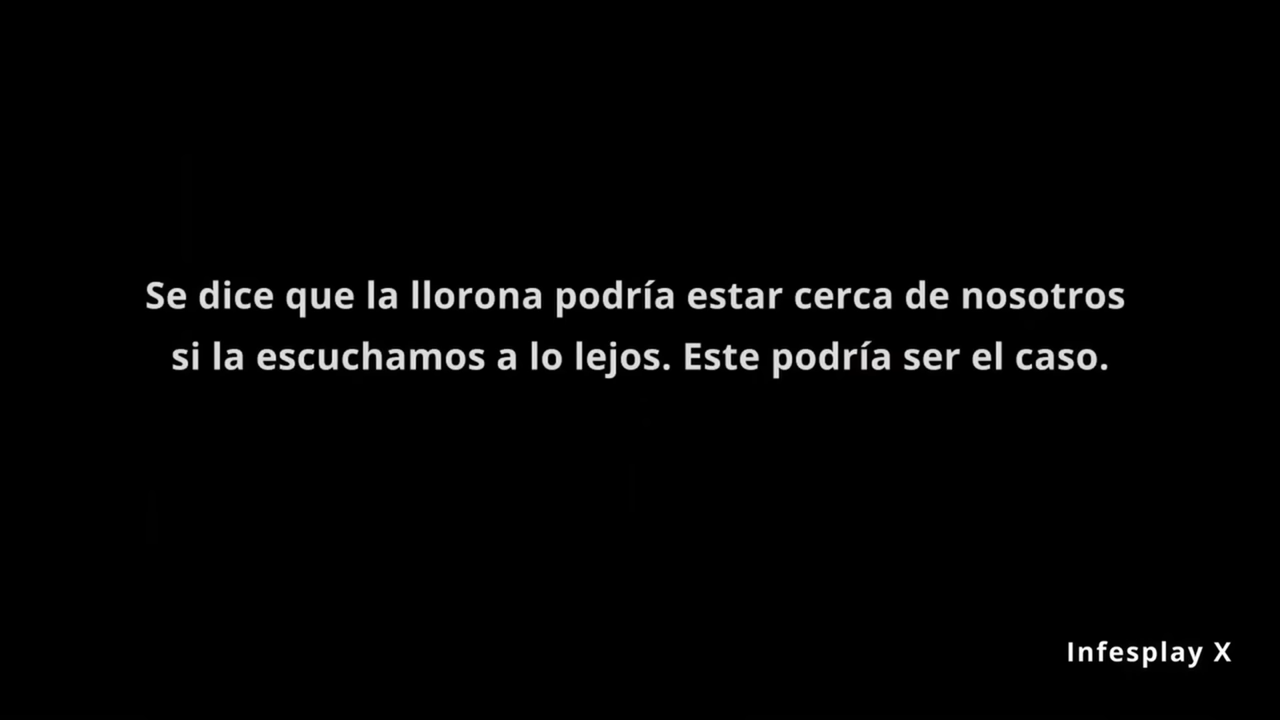 Se dice que la llorona podría estar cerca de nosotros
si la escuchamos a lo lejos. Este podría ser el caso.
Infesplay X